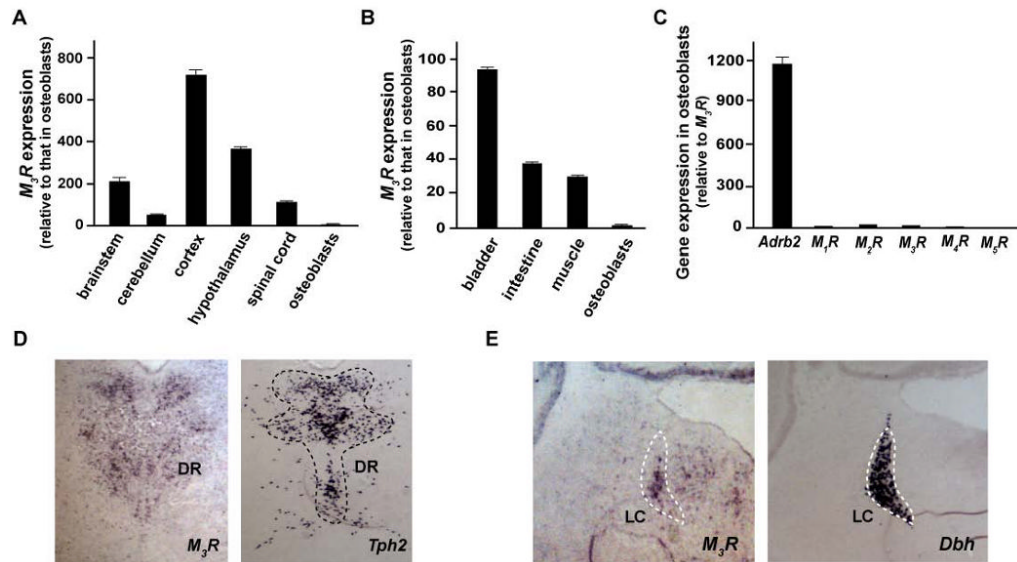 A
M₃R expression
(relative to that in osteoblasts)
800
600
400
200
0
brainstem
cerebellum
cortex
hypothalamus
spinal cord
osteoblasts
B
M₃R expression
(relative to that in osteoblasts)
100
80
60
40
20
0
bladder
intestine
muscle
osteoblasts
C
Gene expression in osteoblasts
(relative to M₃R)
1200
900
600
300
0
Adrb2
M₁R
M₂R
M₃R
M₄R
M₅R
D
DR
M₃R
DR
Tph2
E
LC
M₃R
LC
Dbh